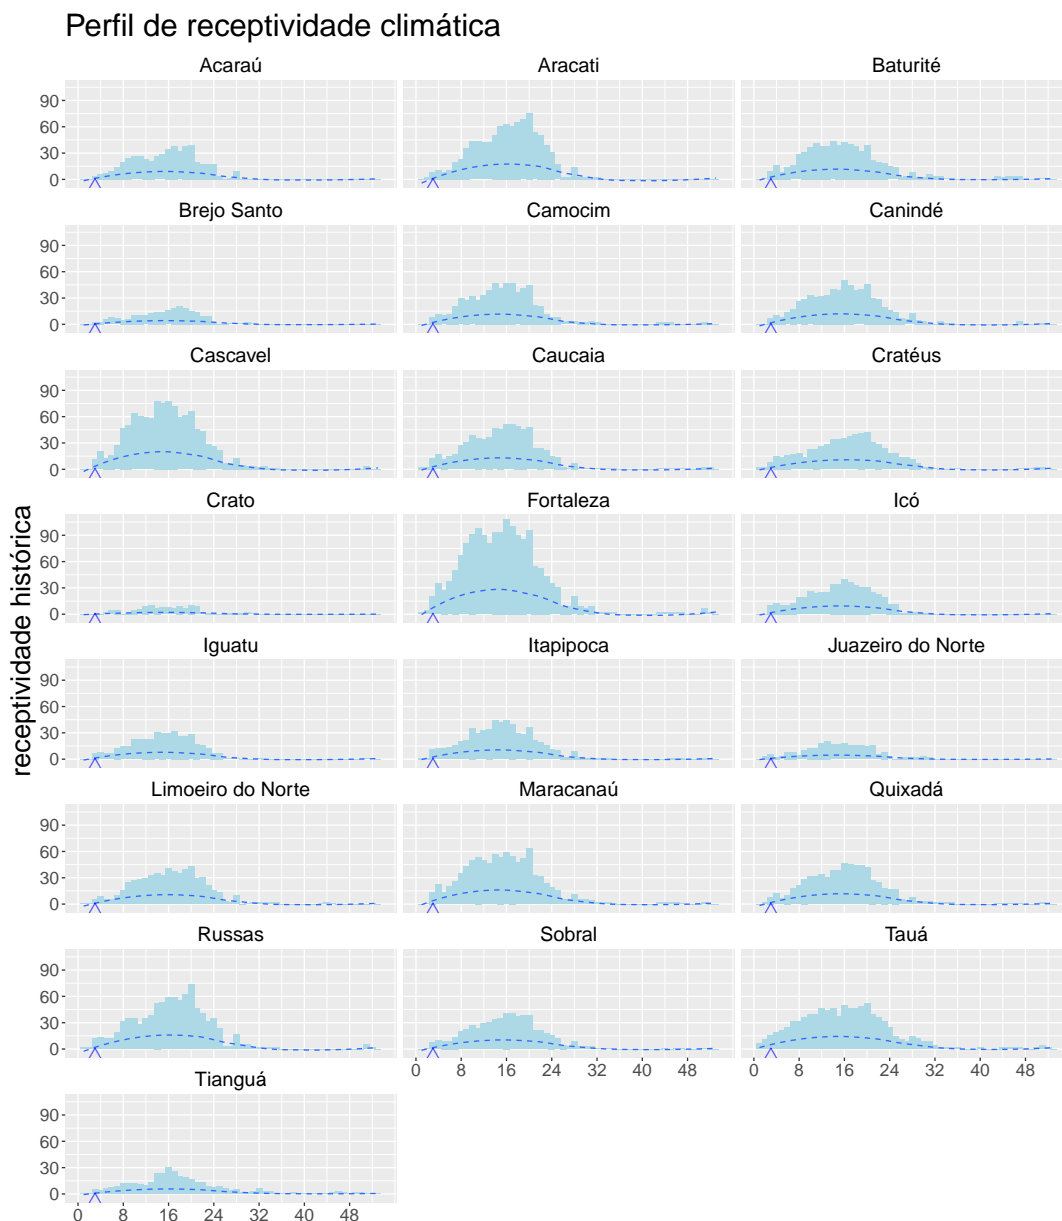 Perfil de receptividade climática
Acaraú Aracati Baturité
90
60
30
0
Brejo Santo Camocim Canindé
90
60
30
0
Cascavel Caucaia Cratéus
90
60
30
0
Crato Fortaleza Icó
90
60
30
0
receptividade histórica
Iguatu Itapipoca Juazeiro do Norte
90
60
30
0
Limoeiro do Norte Maracanaú Quixadá
90
60
30
0
Russas Sobral Tauá
90
60
30
0
0 8 16 24 32 40 48 0 8 16 24 32 40 48
Tianguá
90
60
30
0
0 8 16 24 32 40 48